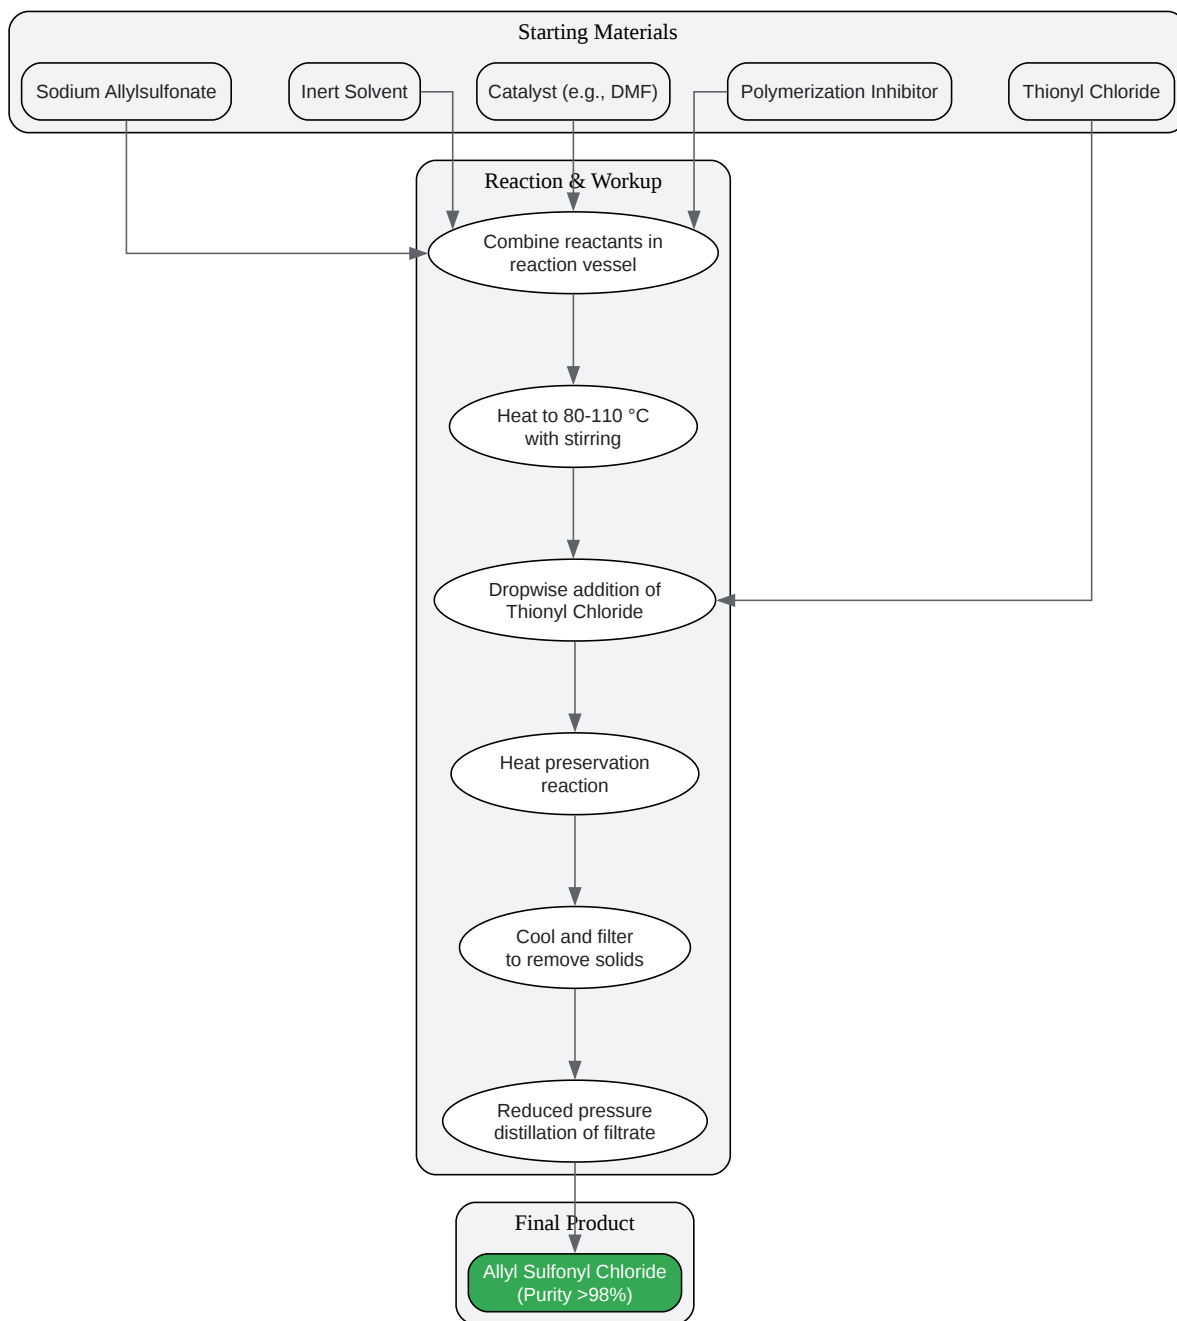 Starting Materials
Sodium Allylsulfonate
Inert Solvent
Catalyst (e.g., DMF)
Polymerization Inhibitor
Thionyl Chloride
Reaction & Workup
Combine reactants in
reaction vessel
Heat to 80-110 °C
with stirring
Dropwise addition of
Thionyl Chloride
Heat preservation
reaction
Cool and filter
to remove solids
Reduced pressure
distillation of filtrate
Final Product
Allyl Sulfonyl Chloride
(Purity >98%)